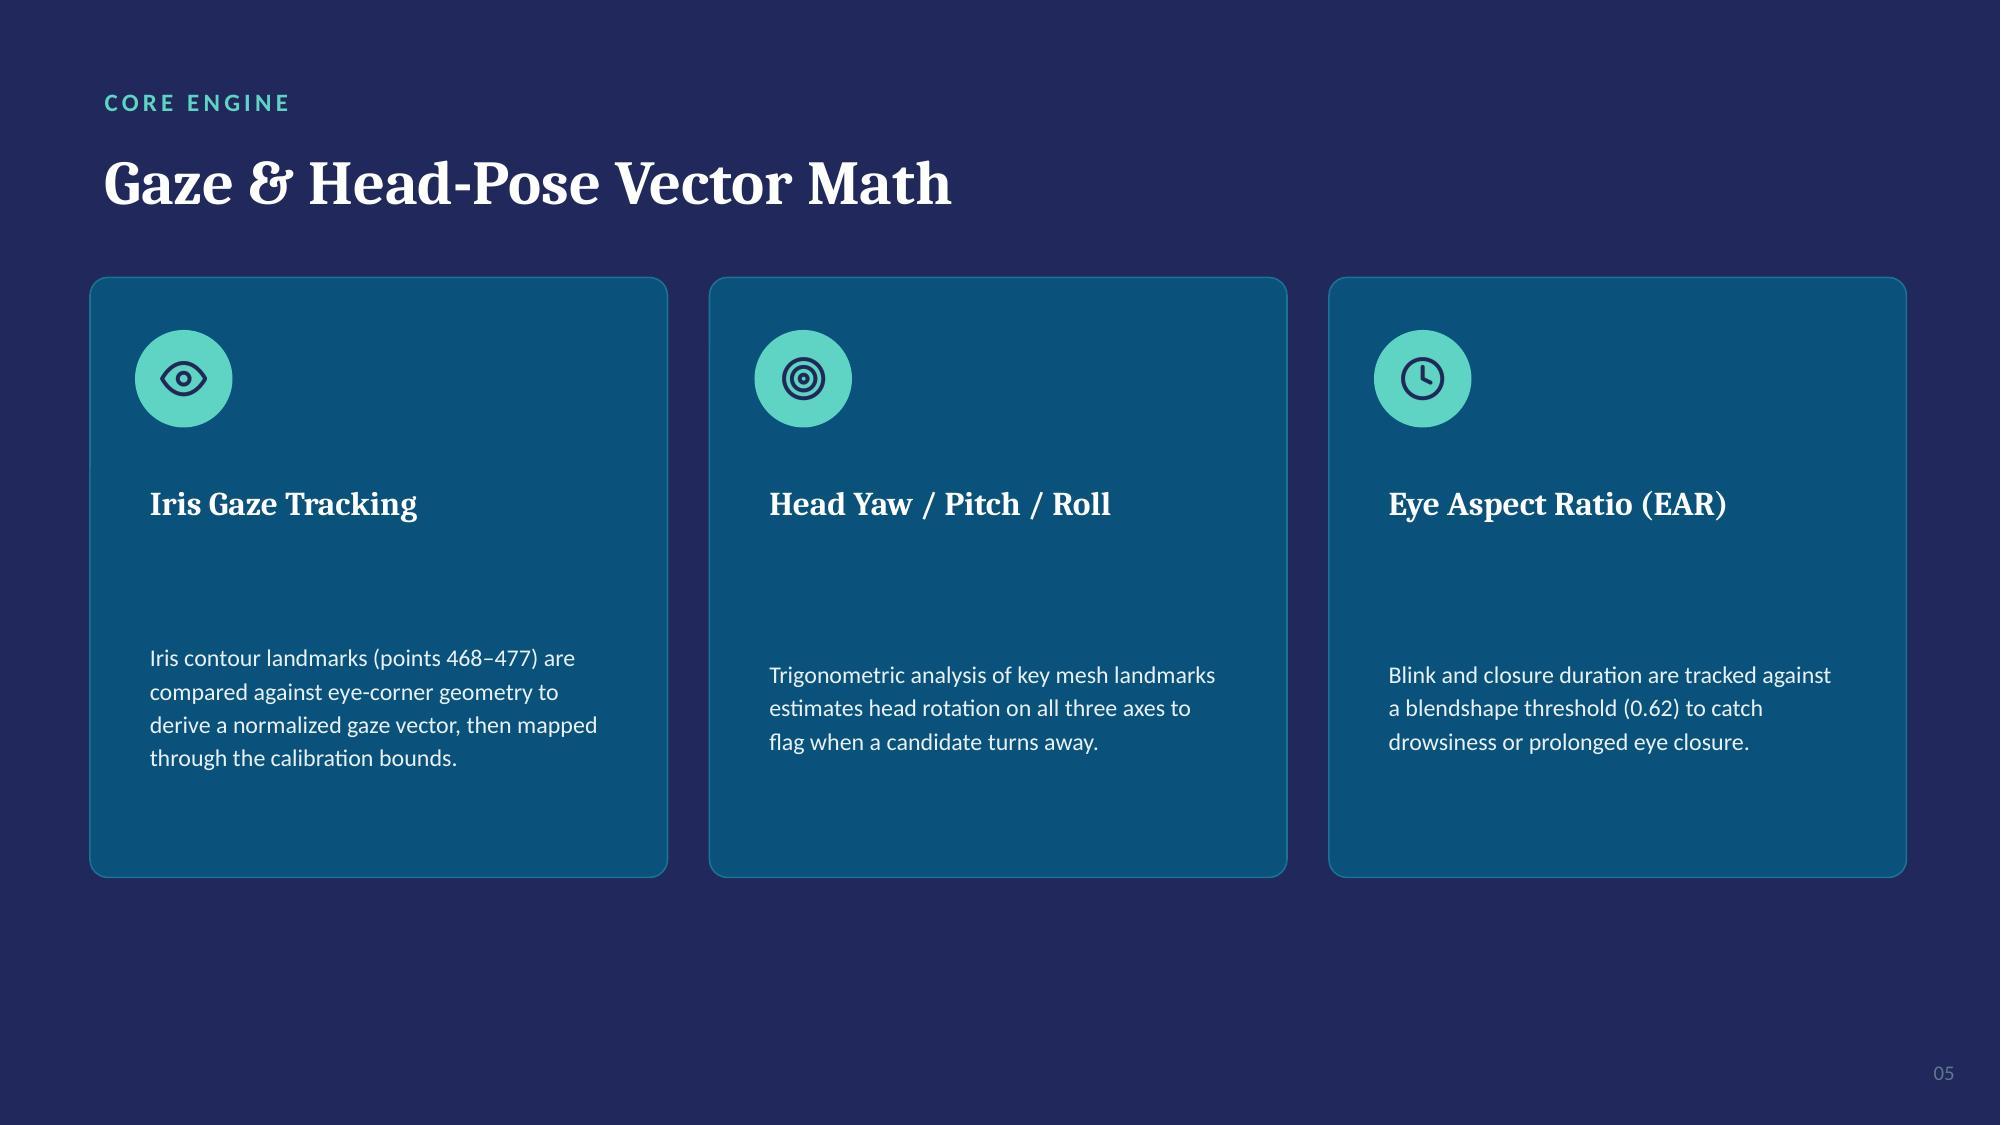 CORE ENGINE
Gaze & Head-Pose Vector Math
Iris Gaze Tracking
Iris contour landmarks (points 468–477) are
compared against eye-corner geometry to
derive a normalized gaze vector, then mapped
through the calibration bounds.
Head Yaw / Pitch / Roll
Trigonometric analysis of key mesh landmarks
estimates head rotation on all three axes to
flag when a candidate turns away.
Eye Aspect Ratio (EAR)
Blink and closure duration are tracked against
a blendshape threshold (0.62) to catch
drowsiness or prolonged eye closure.
05